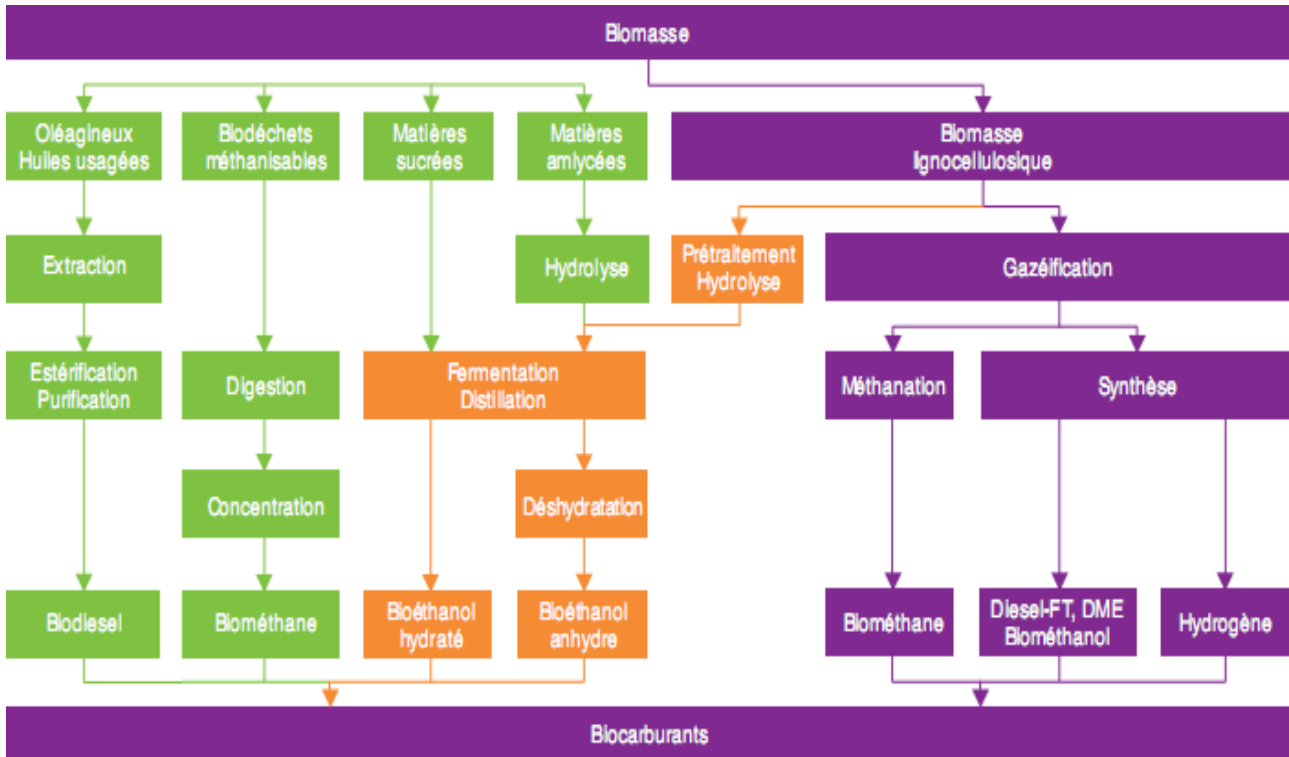 Biomasse
Oléagineux
Huiles usagées
Biodéchets
méthanisables
Matières
sucrées
Matières
amlycées
Biomasse
lignocellulosique
Extraction
Hydrolyse
Prétraitement
Hydrolyse
Gazéification
Estérification
Purification
Digestion
Fermentation
Distillation
Méthanation
Synthèse
Concentration
Déshydratation
Biodiesel
Biométhane
Bioéthanol
hydraté
Bioéthanol
anhydre
Biométhane
Diesel-FT, DME
Biométhanol
Hydrogène
Biocarburants